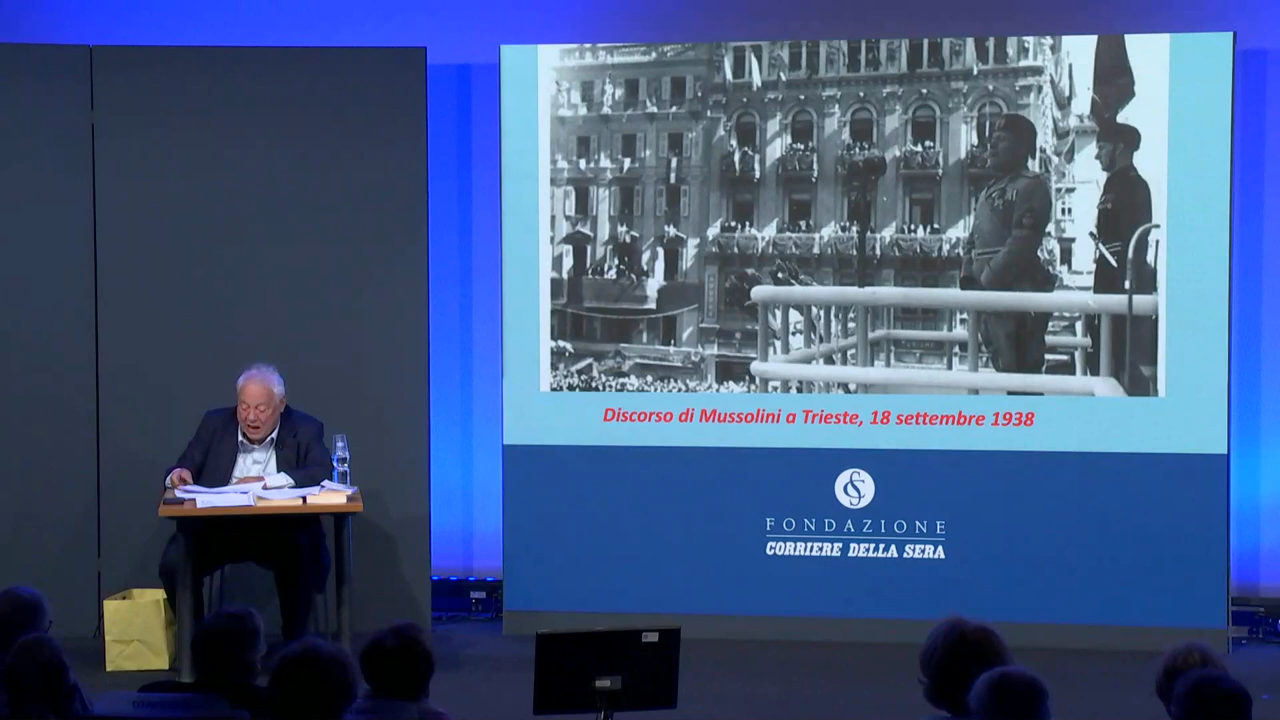 Discorso di Mussolini a Trieste, 18 settembre 1938
FONDAZIONE
CORRIERE DELLA SERA